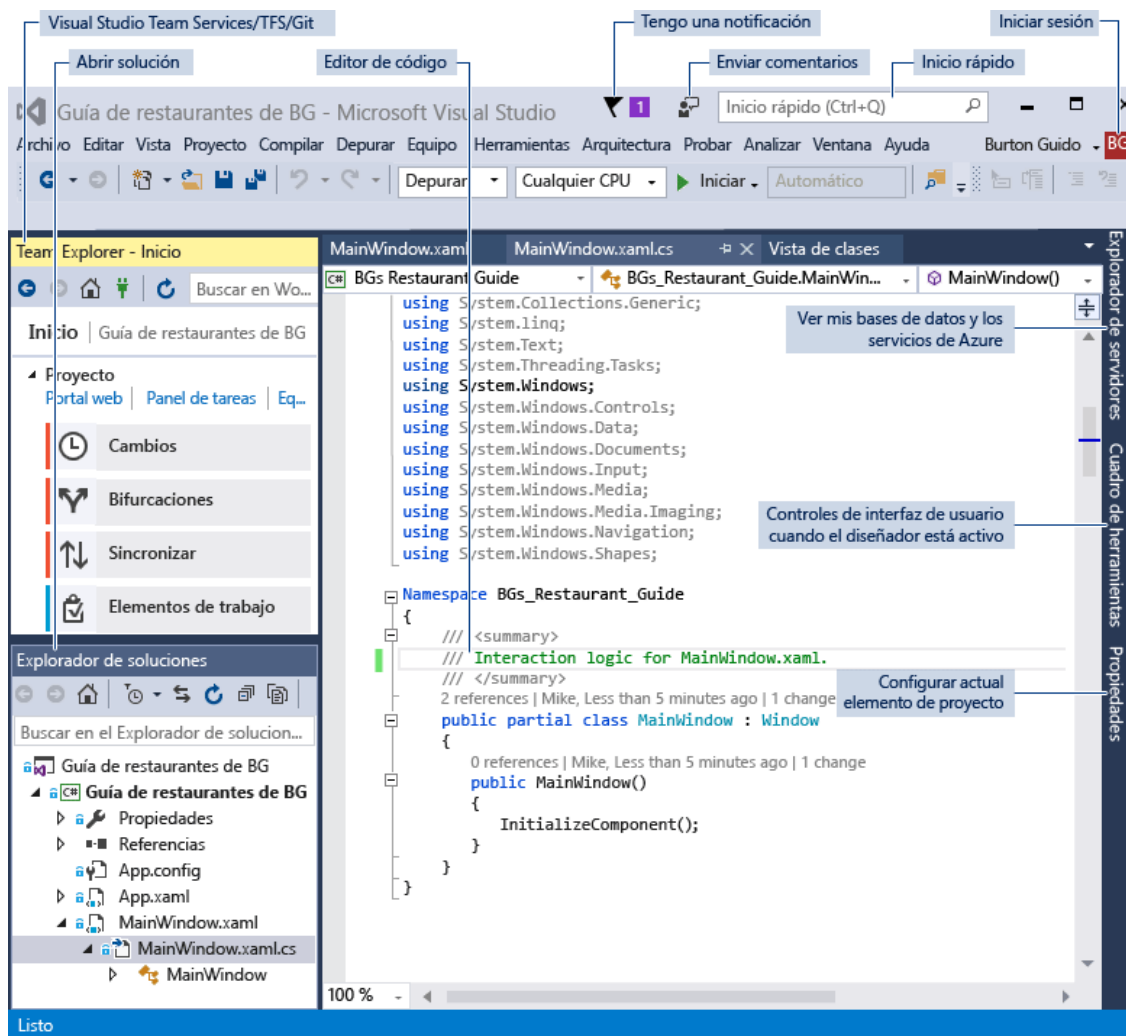 Visual Studio Team Services/TFS/Git
Tengo una notificación
Iniciar sesión
Abrir solución
Editor de código
Enviar comentarios
Inicio rápido
Guía de restaurantes de BG - Microsoft Visual Studio
1
Inicio rápido (Ctrl+Q)
Archivo Editar Vista Proyecto Compilar Depurar Equipo Herramientas Arquitectura Probar Analizar Ventana Ayuda
Burton Guido
BG
Depurar
Cualquier CPU
Iniciar
Automático
Team Explorer - Inicio
Buscar en Wo...
Inicio | Guía de restaurantes de BG
Proyecto
Portal web | Panel de tareas | Eq...
Cambios
Bifurcaciones
Sincronizar
Elementos de trabajo
Explorador de soluciones
Buscar en el Explorador de solucion...
Guía de restaurantes de BG
C# Guía de restaurantes de BG
Propiedades
Referencias
App.config
App.xaml
MainWindow.xaml
MainWindow.xaml.cs
MainWindow
MainWindow.xaml
MainWindow.xaml.cs
Vista de clases
C# BGs Restaurant Guide
BGs_Restaurant_Guide.MainWin...
MainWindow()
using System.Collections.Generic;
using System.linq;
using System.Text;
using System.Threading.Tasks;
using System.Windows;
using System.Windows.Controls;
using System.Windows.Data;
using System.Windows.Documents;
using System.Windows.Input;
using System.Windows.Media;
using System.Windows.Media.Imaging;
using System.Windows.Navigation;
using System.Windows.Shapes;
Namespace BGs_Restaurant_Guide
{
/// <summary>
/// Interaction logic for MainWindow.xaml.
/// </summary>
2 references | Mike, Less than 5 minutes ago | 1 change
public partial class MainWindow : Window
{
0 references | Mike, Less than 5 minutes ago | 1 change
public MainWindow()
{
InitializeComponent();
}
}
}
Ver mis bases de datos y los
servicios de Azure
Controles de interfaz de usuario
cuando el diseñador está activo
Configurar actual
elemento de proyecto
Explorador de servidores
Cuadro de herramientas
Propiedades
100 %
Listo